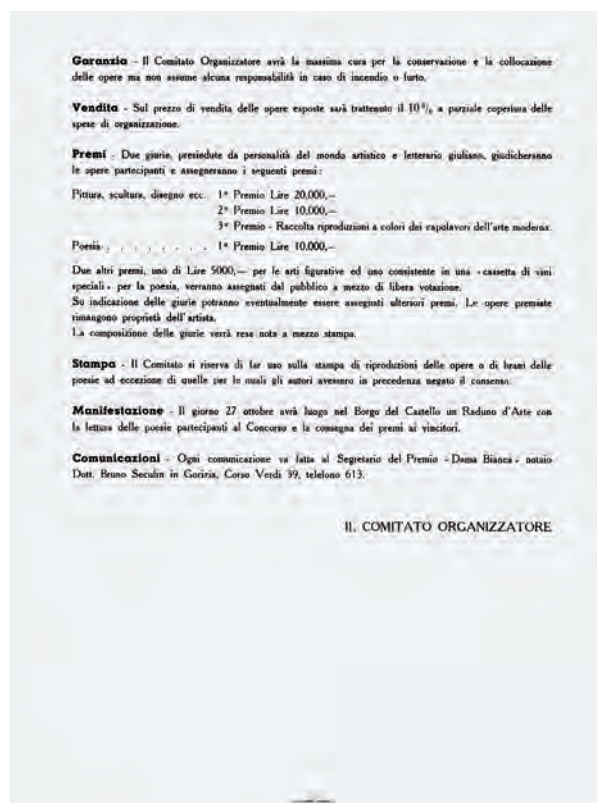 Garanzia - Il Comitato Organizzatore avrà la massima cura per la conservazione e la collocazione
delle opere ma non assume alcuna responsabilità in caso di incendio o furto.
Vendita - Sul prezzo di vendita delle opere esposte sarà trattenuto il 10% a parziale copertura delle
spese di organizzazione.
Premi - Due giurie, presiedute da personalità del mondo artistico e letterario giuliano, giudicheranno
le opere partecipanti e assegneranno i seguenti premi:
Pittura, scultura, disegno ecc. 1° Premio Lire 20.000,—
2° Premio Lire 10.000,—
3° Premio - Raccolta riproduzioni a colori dei capolavori dell'arte moderna.
Poesia . . . . . . . . 1° Premio Lire 10.000,—
Due altri premi, uno di Lire 5000,— per le arti figurative ed uno consistente in una «cassetta di vini
speciali» per la poesia, verranno assegnati dal pubblico a mezzo di libera votazione.
Su indicazione delle giurie potranno eventualmente essere assegnati ulteriori premi. Le opere premiate
rimangono proprietà dell'artista.
La composizione delle giurie verrà resa nota a mezzo stampa.
Stampa - Il Comitato si riserva di far uso sulla stampa di riproduzioni delle opere o di brani delle
poesie ad eccezione di quelle per le quali gli autori avessero in precedenza negato il consenso.
Manifestazione - Il giorno 27 ottobre avrà luogo nel Borgo del Castello un Raduno d'Arte con
la lettura delle poesie partecipanti al Concorso e la consegna dei premi ai vincitori.
Comunicazioni - Ogni comunicazione va fatta al Segretario del Premio «Dama Bianca» notaio
Dott. Bruno Seculin in Gorizia, Corso Verdi 39, telefono 613.
IL COMITATO ORGANIZZATORE